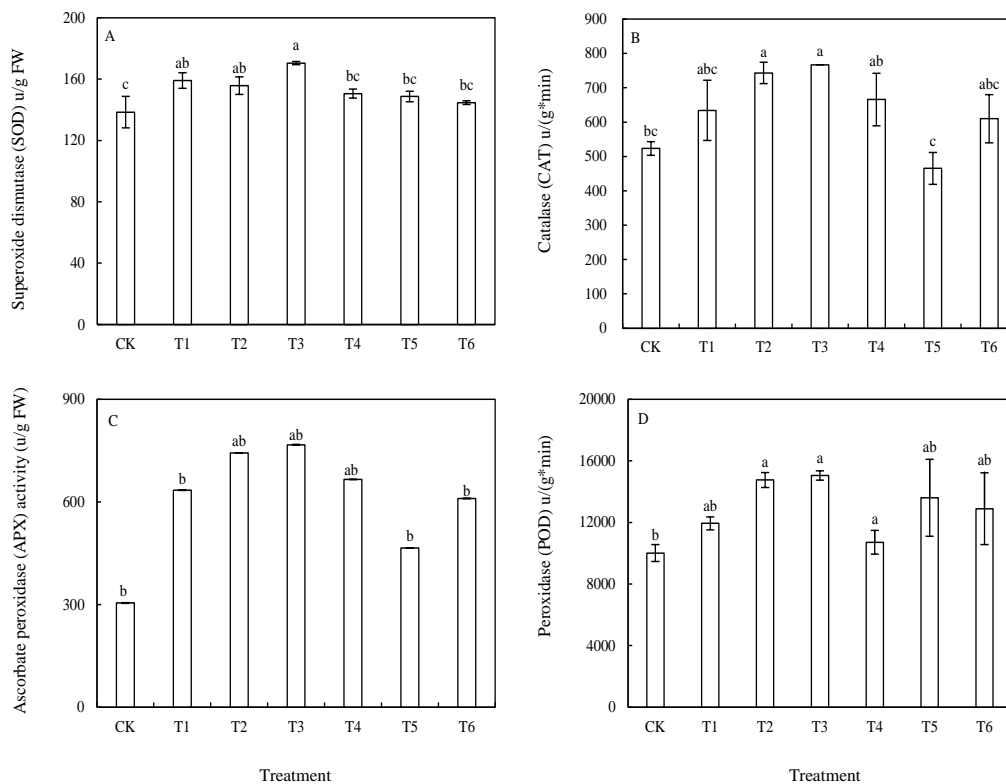 A
Superoxide dismutase (SOD) u/g FW
200
160
120
80
40
0
c
ab
ab
a
bc
bc
bc
CK T1 T2 T3 T4 T5 T6
B
Catalase (CAT) u/(g*min)
900
800
700
600
500
400
300
200
100
0
bc
abc
a
a
ab
c
abc
CK T1 T2 T3 T4 T5 T6
C
Ascorbate peroxidase (APX) activity (u/g FW)
900
600
300
0
b
b
ab
ab
ab
b
b
CK T1 T2 T3 T4 T5 T6
Treatment
D
Peroxidase (POD) u/(g*min)
20000
16000
12000
8000
4000
0
b
ab
a
a
a
ab
ab
CK T1 T2 T3 T4 T5 T6
Treatment